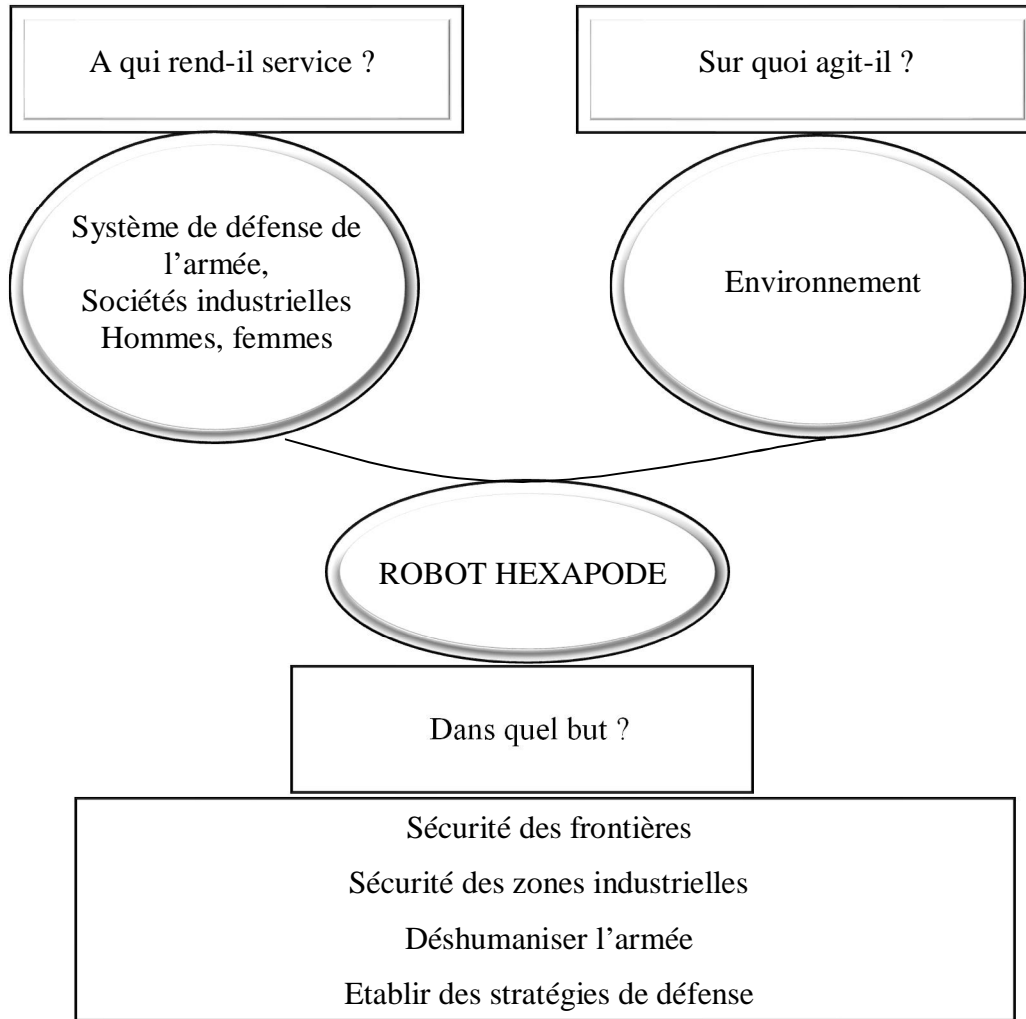 A qui rend-il service ?
Sur quoi agit-il ?
Système de défense de
l’armée,
Sociétés industrielles
Hommes, femmes
Environnement
ROBOT HEXAPODE
Dans quel but ?
Sécurité des frontières
Sécurité des zones industrielles
Déshumaniser l’armée
Etablir des stratégies de défense